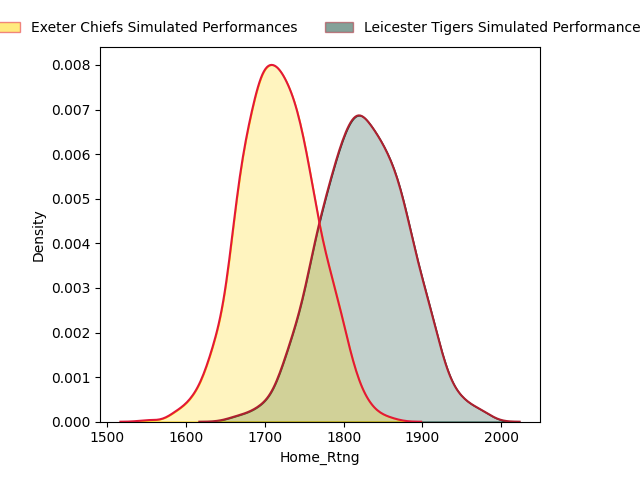 Exeter Chiefs Simulated Performances Leicester Tigers Simulated Performance
0.008
0.007
0.006
0.005
0.004
0.003
0.002
0.001
0.000
Density
1500 1600 1700 1800 1900 2000
Home_Rtng